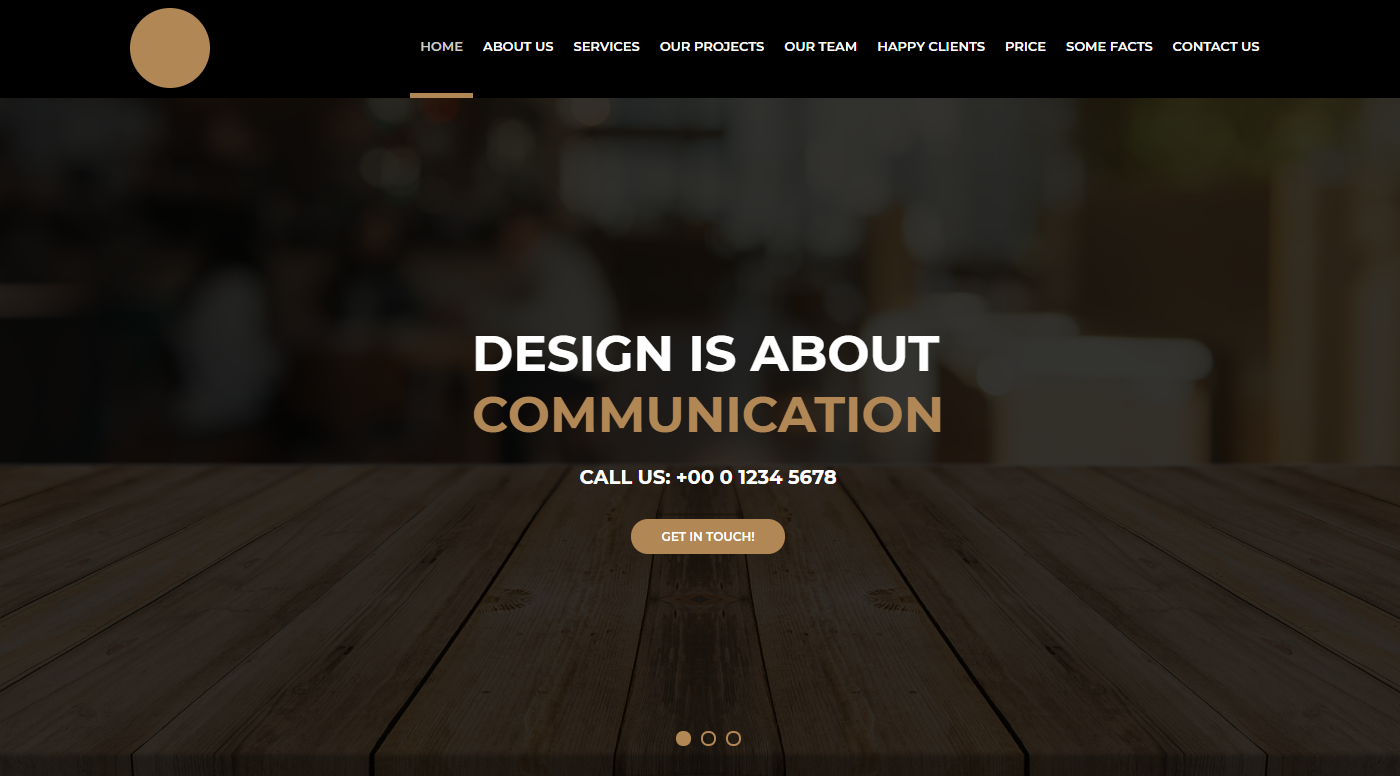 HOME ABOUT US SERVICES OUR PROJECTS OUR TEAM HAPPY CLIENTS PRICE SOME FACTS CONTACT US
DESIGN IS ABOUT
COMMUNICATION
CALL US: +00 0 1234 5678
GET IN TOUCH!